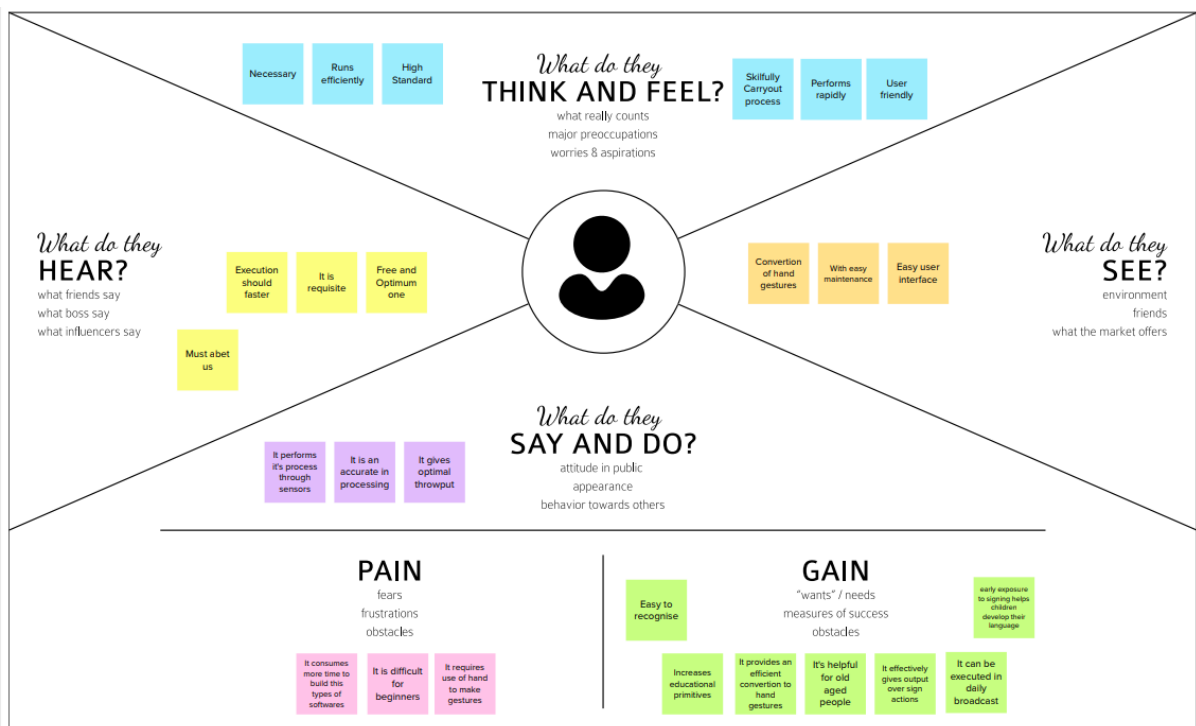 What do they
THINK AND FEEL?
what really counts
major preoccupations
worries & aspirations
Necessary
Runs
efficiently
High
Standard
Skilfully
Carryout
process
Performs
rapidly
User
friendly
What do they
HEAR?
what friends say
what boss say
what influencers say
Execution
should
faster
It is
requisite
Free and
Optimum
one
Must abet
us
Convertion
of hand
gestures
With easy
maintenance
Easy user
interface
What do they
SEE?
environment
friends
what the market offers
What do they
SAY AND DO?
attitude in public
appearance
behavior towards others
It performs
it's process
through
sensors
It is an
accurate in
processing
It gives
optimal
throwput
PAIN
fears
frustrations
obstacles
It consumes
more time to
build this
types of
softwares
It is difficult
for
beginners
It requires
use of hand
to make
gestures
GAIN
"wants" / needs
measures of success
obstacles
Easy to
recognise
early exposure
to signing helps
children
develop their
language
Increases
educational
primitives
It provides an
efficient
convertion to
hand
gestures
It's helpful
for old
aged
people
It effectively
gives output
over sign
actions
It can be
executed in
daily
broadcast